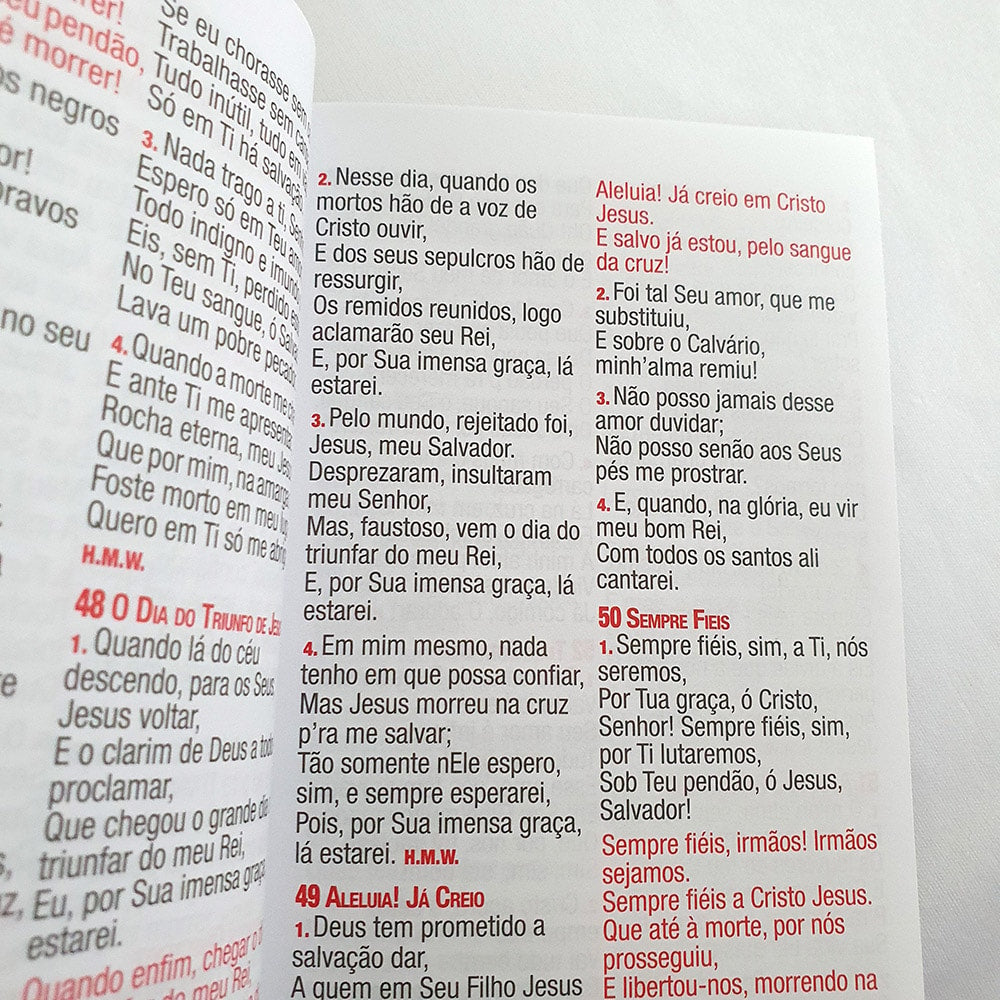 rrer!
eu pendão,
é morrer!
os negros
or!
bravos
no seu
te
Se eu chorasse
Trabalhasse sem
Tudo inútil, tudo em
Só em Ti há salvação
3. Nada trago a ti,
Espero só em Teu
Todo indigno e
Eis, sem Ti, perdido
No Teu sangue, ó
Lava um pobre
4. Quando a morte me
E ante Ti me
Rocha eterna, meu
Que por mim, na
Foste morto em meu
Quero em Ti só me
H.M.W.
48 O Dia do Triunfo de
1. Quando lá do céu
descendo, para os Seus
Jesus voltar,
E o clarim de Deus a
proclamar,
Que chegou o grande
triunfar do meu Rei,
Eu, por Sua imensa graça
estarei.
Quando enfim, chegar o
do meu Rei,
2. Nesse dia, quando os
mortos hão de a voz de
Cristo ouvir,
E dos seus sepulcros hão de
ressurgir,
Os remidos reunidos, logo
aclamarão seu Rei,
E, por Sua imensa graça, lá
estarei.
3. Pelo mundo, rejeitado foi,
Jesus, meu Salvador.
Desprezaram, insultaram
meu Senhor,
Mas, faustoso, vem o dia do
triunfar do meu Rei,
E, por Sua imensa graça, lá
estarei.
4. Em mim mesmo, nada
tenho em que possa confiar,
Mas Jesus morreu na cruz
p'ra me salvar;
Tão somente nEle espero,
sim, e sempre esperarei,
Pois, por Sua imensa graça,
lá estarei. H.M.W.
49 Aleluia! Já Creio
1. Deus tem prometido a
salvação dar,
A quem em Seu Filho Jesus
Aleluia! Já creio em Cristo
Jesus.
E salvo já estou, pelo sangue
da cruz!
2. Foi tal Seu amor, que me
substituiu,
E sobre o Calvário,
minh'alma remiu!
3. Não posso jamais desse
amor duvidar;
Não posso senão aos Seus
pés me prostrar.
4. E, quando, na glória, eu vir
meu bom Rei,
Com todos os santos ali
cantarei.
50 Sempre Fieis
1. Sempre fiéis, sim, a Ti, nós
seremos,
Por Tua graça, ó Cristo,
Senhor! Sempre fiéis, sim,
por Ti lutaremos,
Sob Teu pendão, ó Jesus,
Salvador!
Sempre fiéis, irmãos! Irmãos
sejamos.
Sempre fiéis a Cristo Jesus.
Que até à morte, por nós
prosseguiu,
E libertou-nos, morrendo na